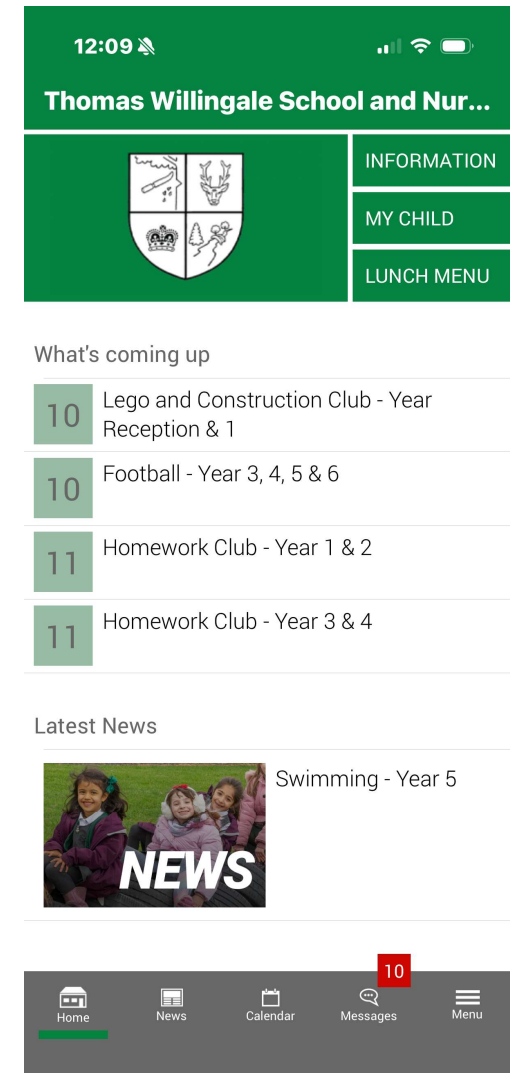 12:09
Thomas Willingale School and Nur...
INFORMATION
MY CHILD
LUNCH MENU
What's coming up
10
Lego and Construction Club - Year
Reception & 1
10
Football - Year 3, 4, 5 & 6
11
Homework Club - Year 1 & 2
11
Homework Club - Year 3 & 4
Latest News
NEWS
Swimming - Year 5
10
Home
News
Calendar
Messages
Menu